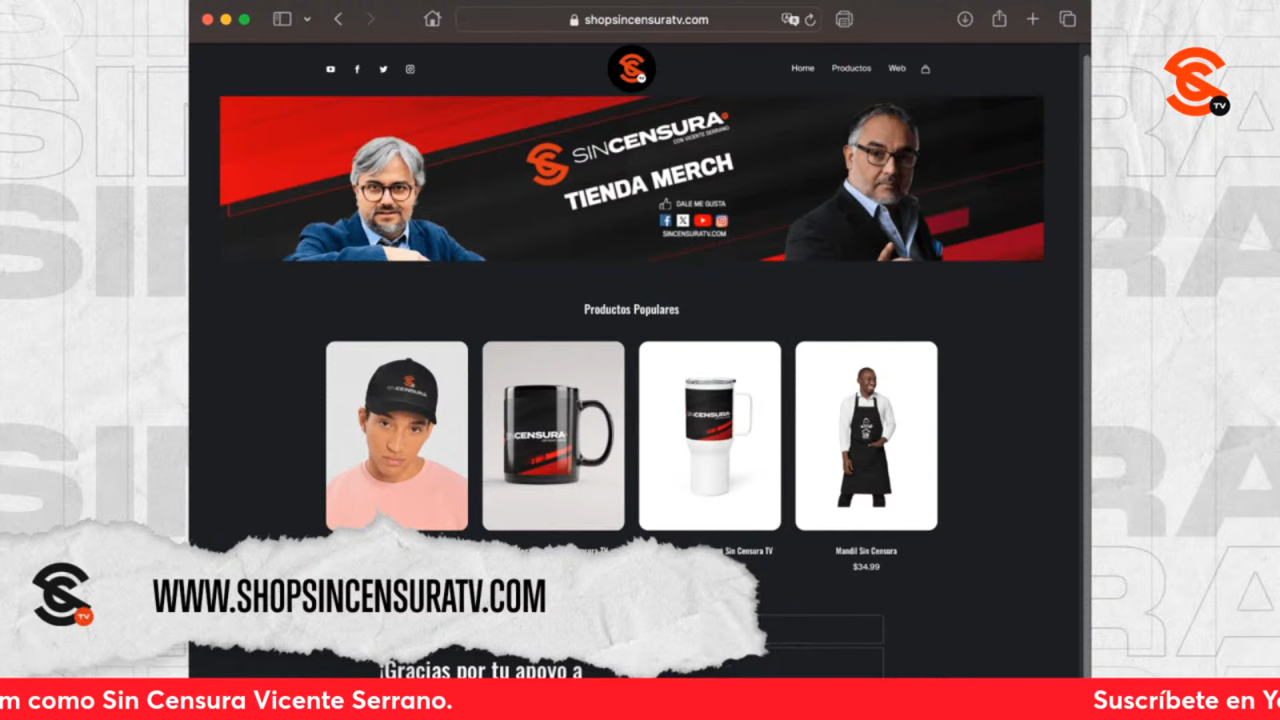 shopsincensuratv.com
Home
Productos
Web
TV
SINCENSURA
CON VICENTE SERRANO
TIENDA MERCH
DALE ME GUSTA
SINCENSURATV.COM
Productos Populares
SINCENSURA
SINCENSURA
SINCENSURA
Sin Censura TV
Mandil Sin Censura
$34.99
TV
WWW.SHOPSINCENSURATV.COM
¡Gracias por tu apoyo a
m como Sin Censura Vicente Serrano.
Suscríbete en Yo